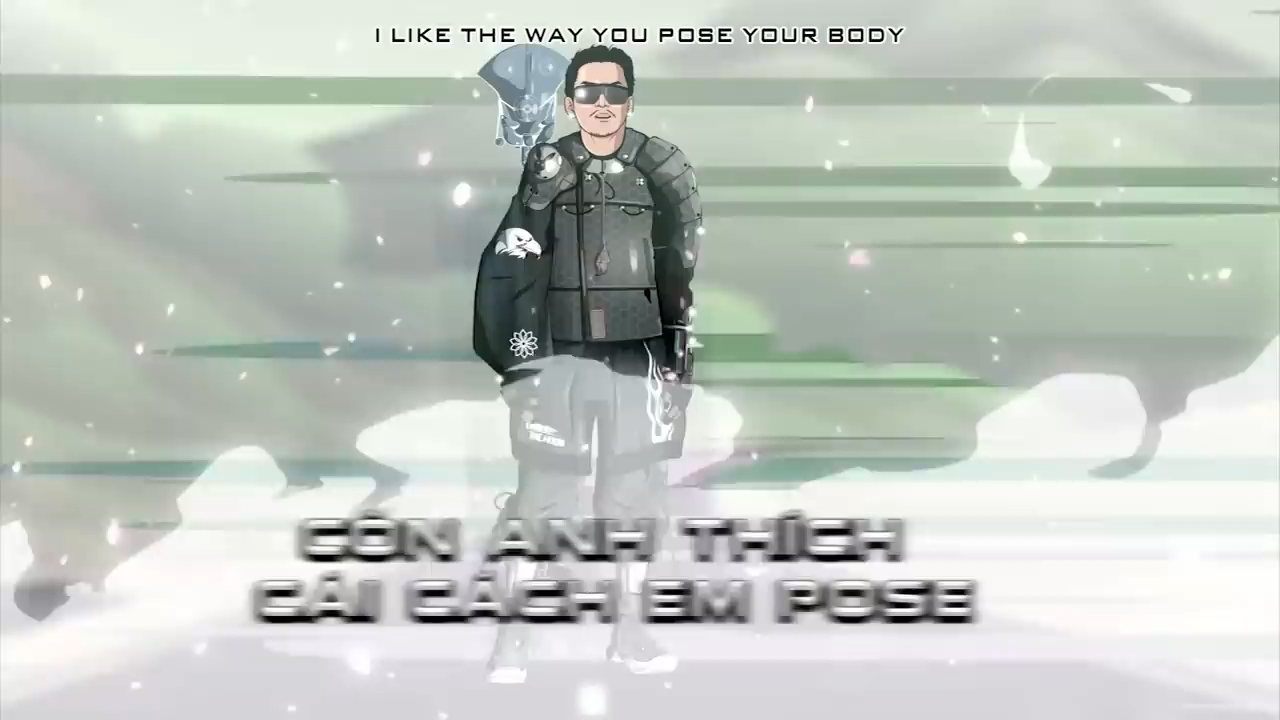 I LIKE THE WAY YOU POSE YOUR BODY
CÒN ANH THÍCH
CÁI CÁCH EM POSE